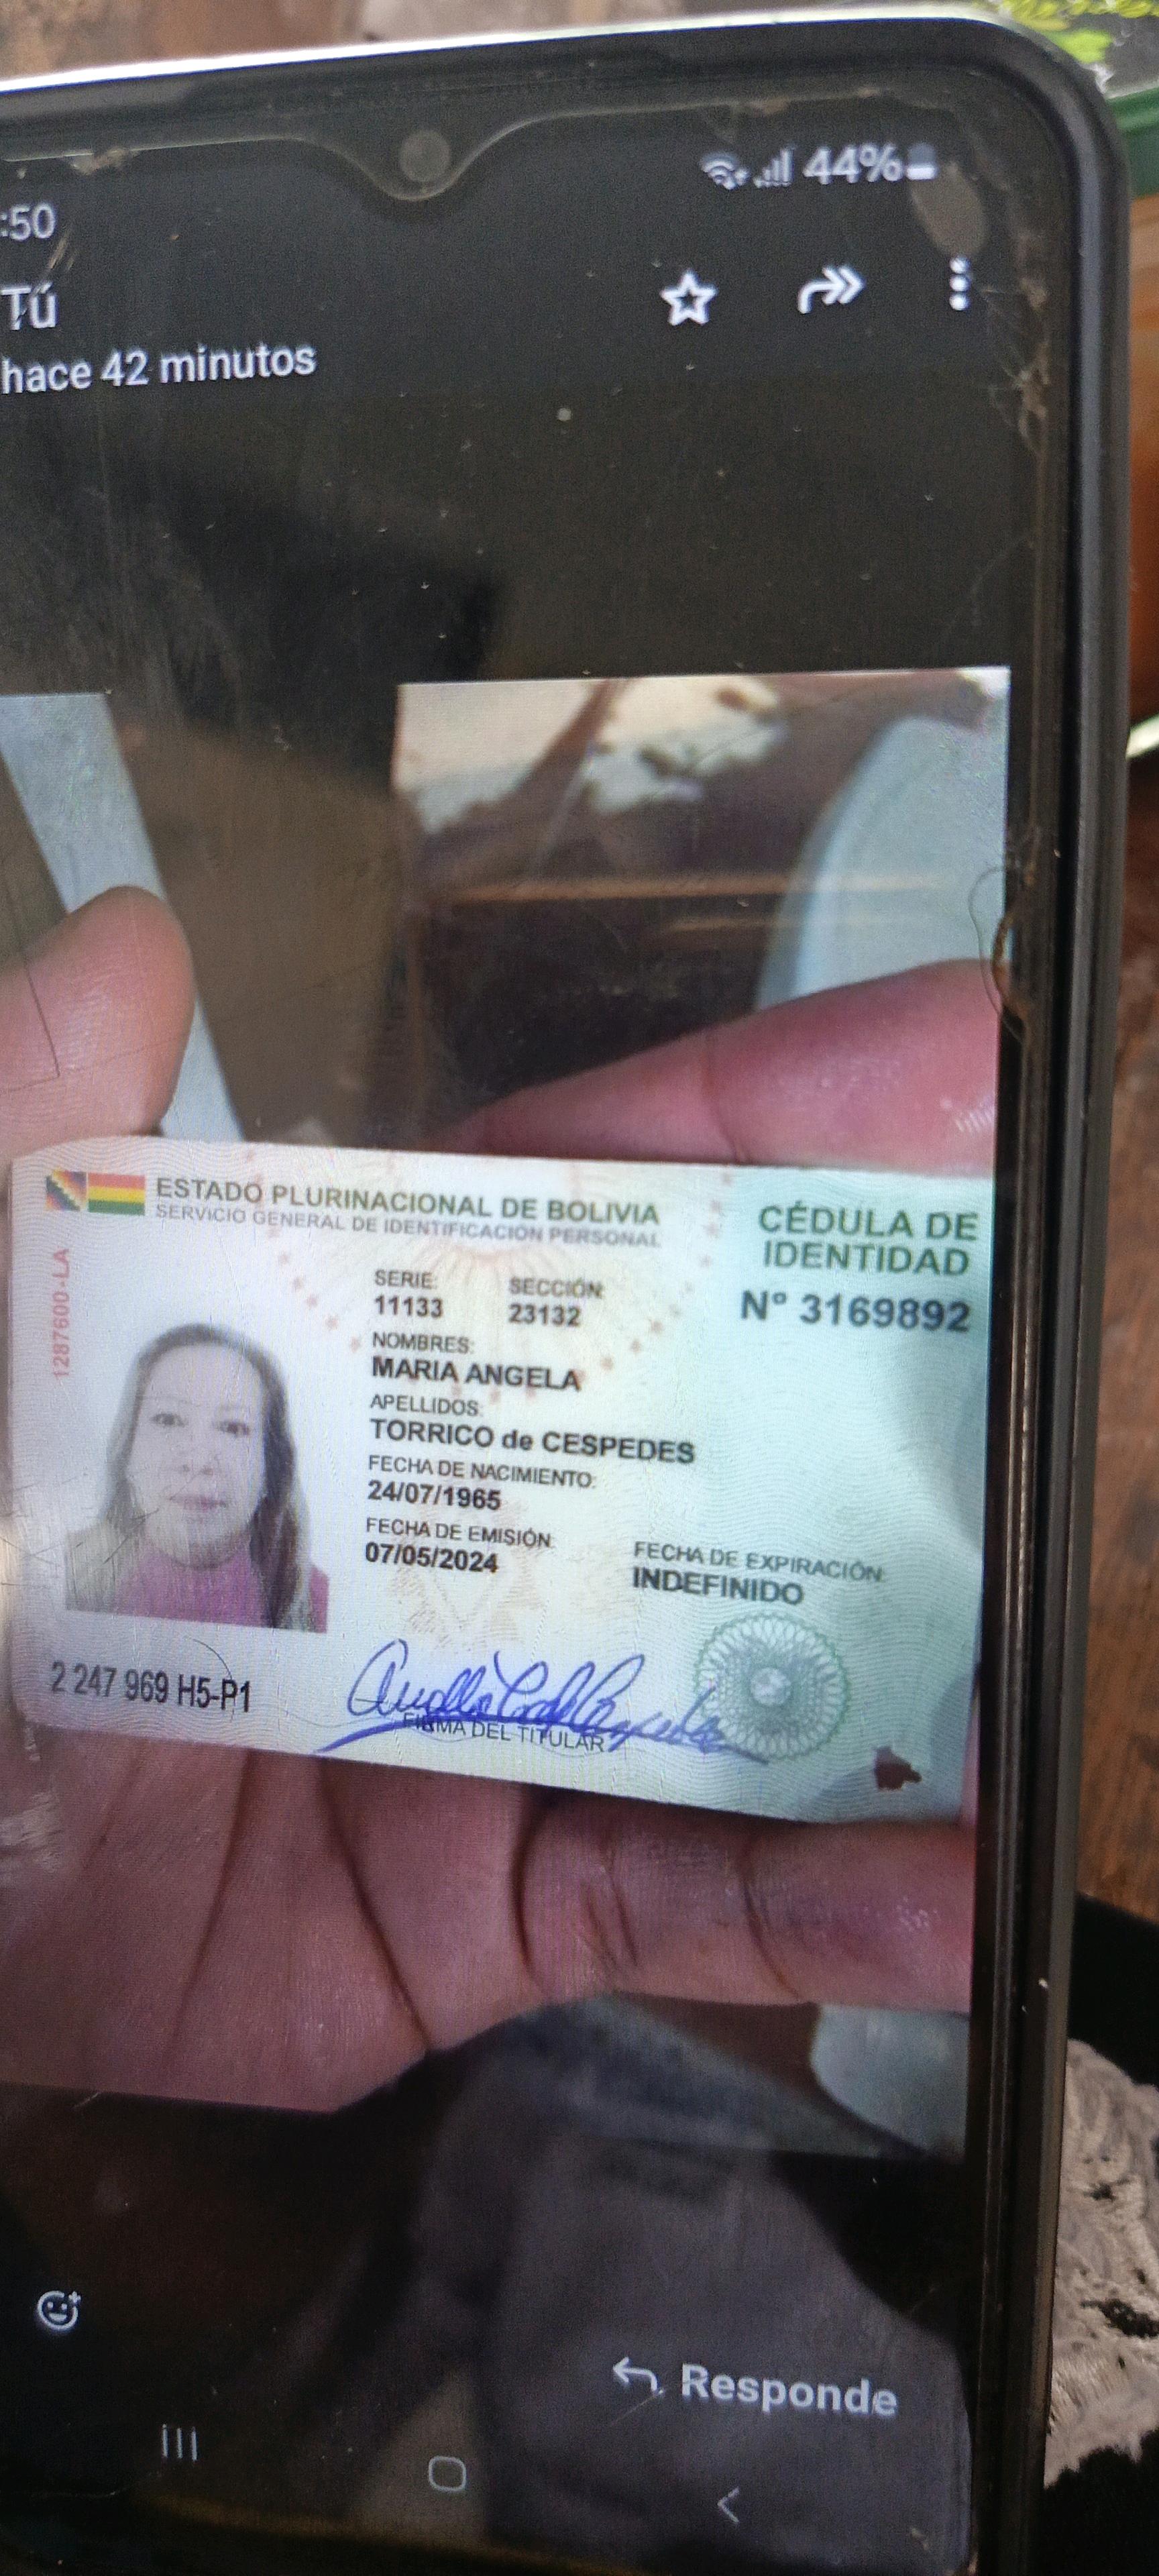 :50
44%
Tú
hace 42 minutos
ESTADO PLURINACIONAL DE BOLIVIA
SERVICIO GENERAL DE IDENTIFICACIÓN PERSONAL
CÉDULA DE
IDENTIDAD
Nº 3169892
1287600-LA
SERIE: SECCIÓN:
11133 23132
NOMBRES:
MARIA ANGELA
APELLIDOS:
TORRICO de CESPEDES
FECHA DE NACIMIENTO:
24/07/1965
FECHA DE EMISIÓN: FECHA DE EXPIRACIÓN:
07/05/2024 INDEFINIDO
2 247 969 H5-P1
FIRMA DEL TITULAR
Responde